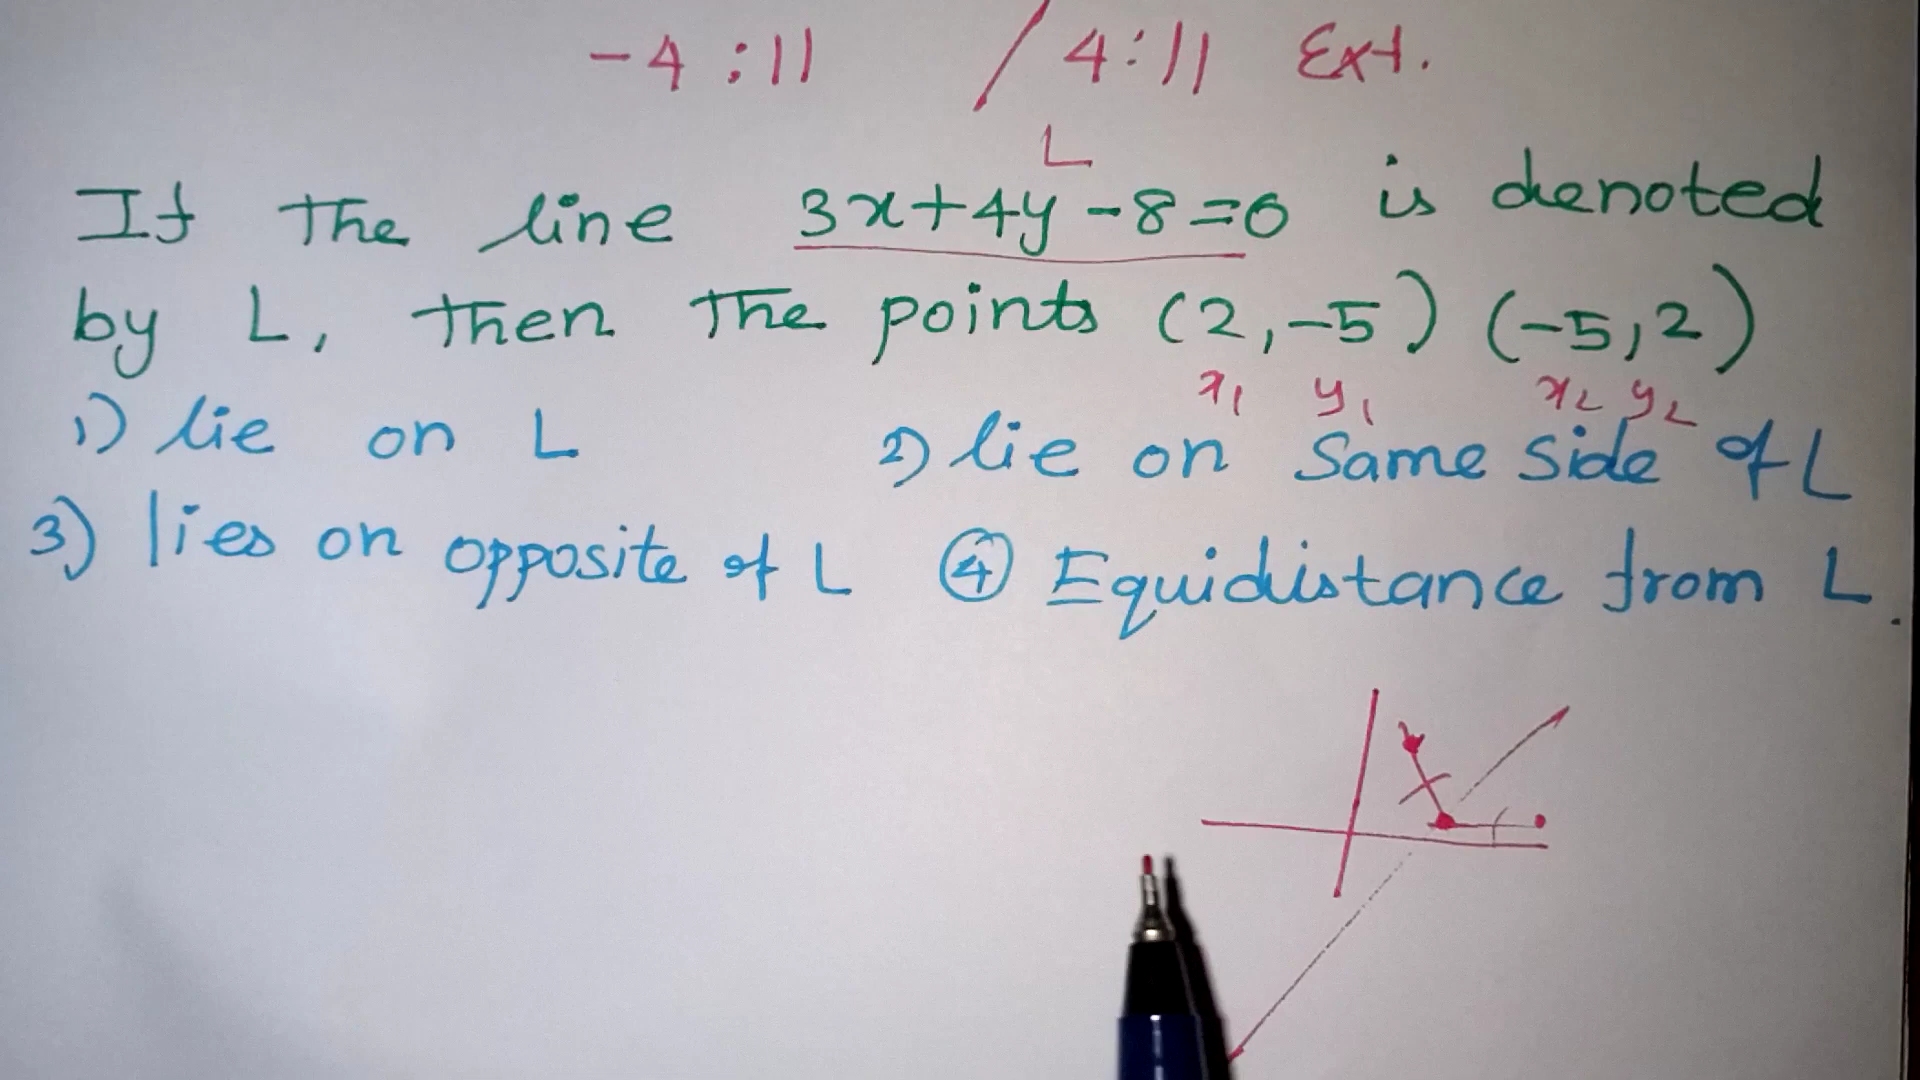 -4 : 11 / 4 : 11 Ext.
L
If the line 3x+4y-8=0 is denoted
by L, then the points (2,-5) (-5,2)
x₁ y₁ x₂ y₂
1) lie on L 2) lie on same side of L
3) lies on opposite of L ④ Equidistance from L.